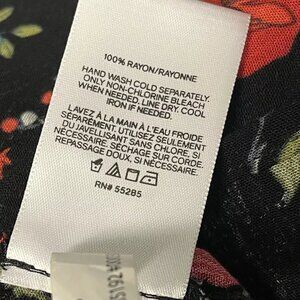 100% RAYON/RAYONNE
HAND WASH COLD SEPARATELY.
ONLY NON-CHLORINE BLEACH
WHEN NEEDED. LINE DRY. COOL
IRON IF NEEDED.
LAVEZ À LA MAIN À L'EAU FROIDE
SÉPARÉMENT. UTILISEZ SEULEMENT
DU JAVELLISANT SANS CHLORE, SI
NÉCESSAIRE. SÉCHAGE SUR CORDE.
REPASSAGE DOUX, SI NÉCESSAIRE.
RN# 55285